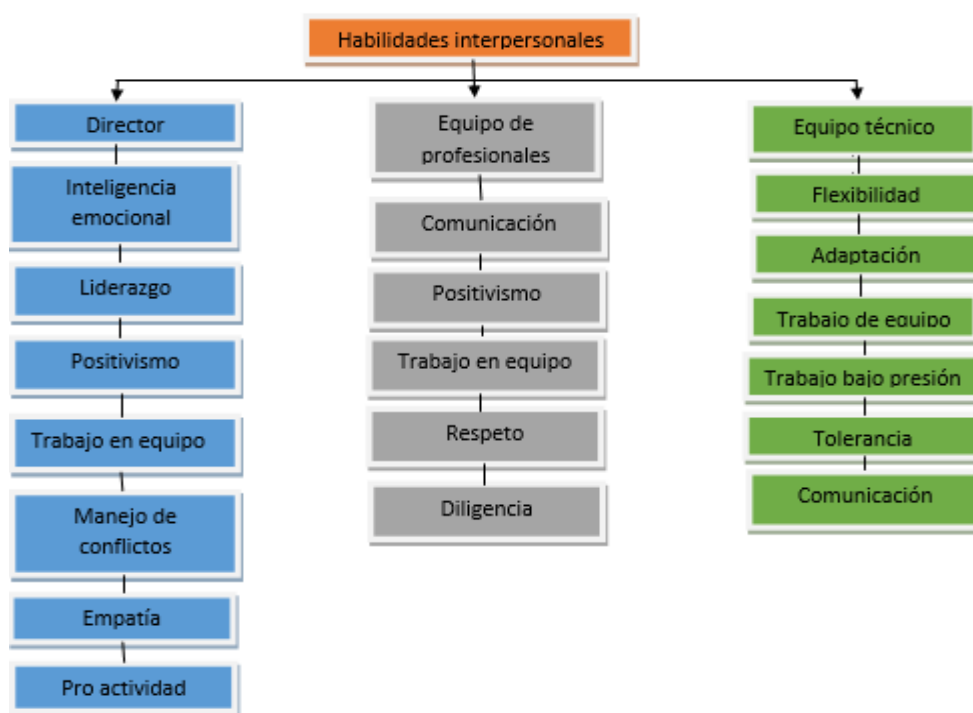 Habilidades interpersonales
Director
Inteligencia
emocional
Liderazgo
Positivismo
Trabajo en equipo
Manejo de
conflictos
Empatía
Pro actividad
Equipo de
profesionales
Comunicación
Positivismo
Trabajo en equipo
Respeto
Diligencia
Equipo técnico
Flexibilidad
Adaptación
Trabajo de equipo
Trabajo bajo presión
Tolerancia
Comunicación